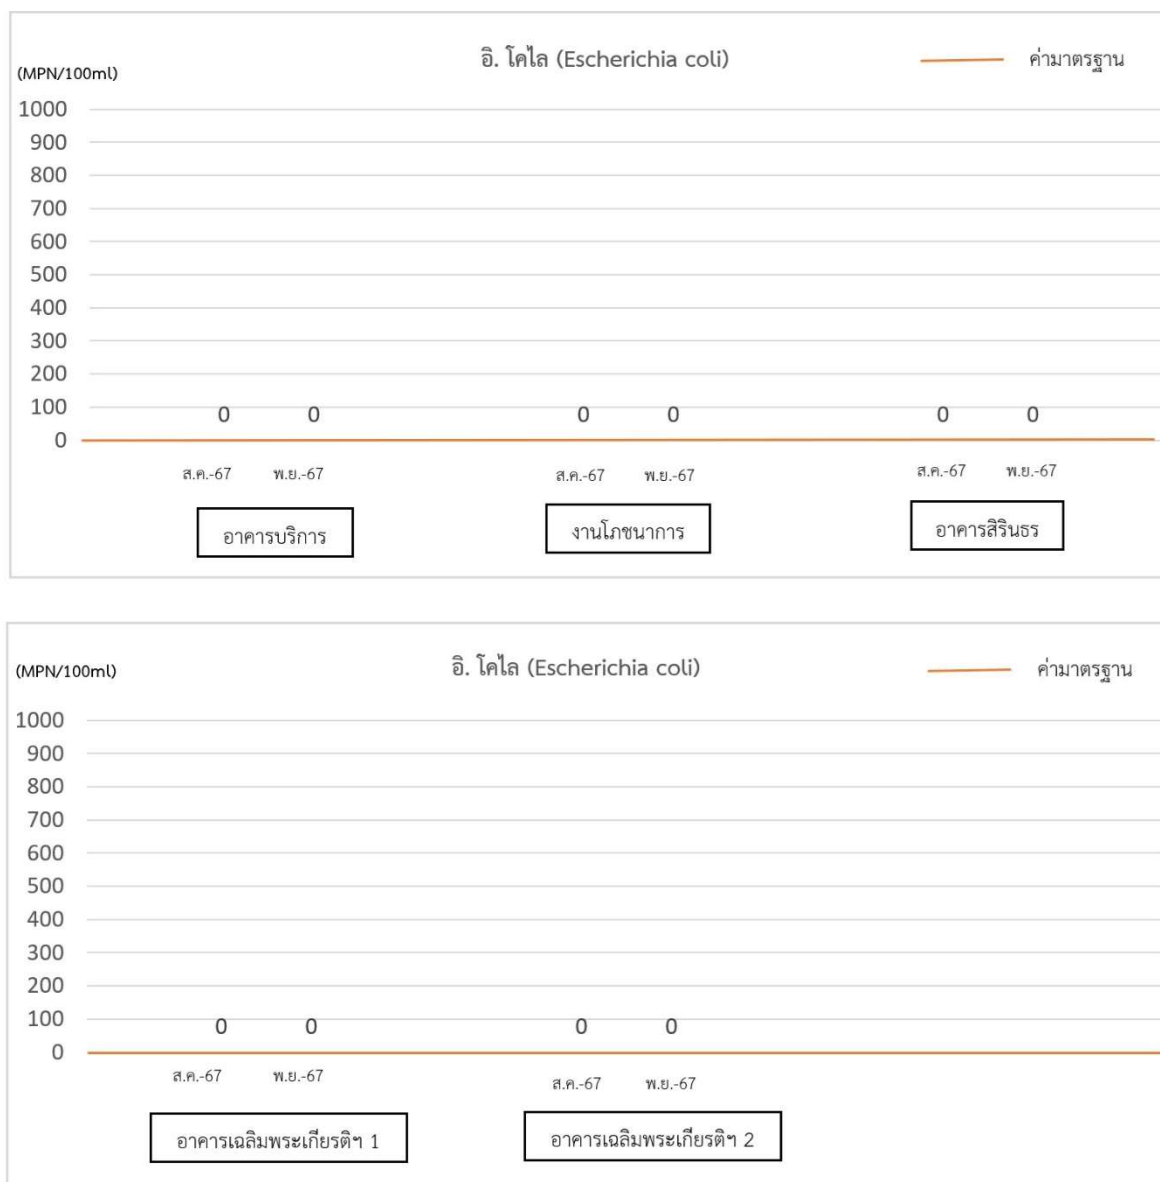 อิ. โคไล (Escherichia coli)
ค่ามาตรฐาน
(MPN/100ml)
1000
900
800
700
600
500
400
300
200
100
0
0 0 0 0 0 0
ส.ค.-67 พ.ย.-67 ส.ค.-67 พ.ย.-67 ส.ค.-67 พ.ย.-67
อาคารบริการ งานโภชนาการ อาคารสิรินธร
อิ. โคไล (Escherichia coli)
ค่ามาตรฐาน
(MPN/100ml)
1000
900
800
700
600
500
400
300
200
100
0
0 0 0 0
ส.ค.-67 พ.ย.-67 ส.ค.-67 พ.ย.-67
อาคารเฉลิมพระเกียรติฯ 1 อาคารเฉลิมพระเกียรติฯ 2